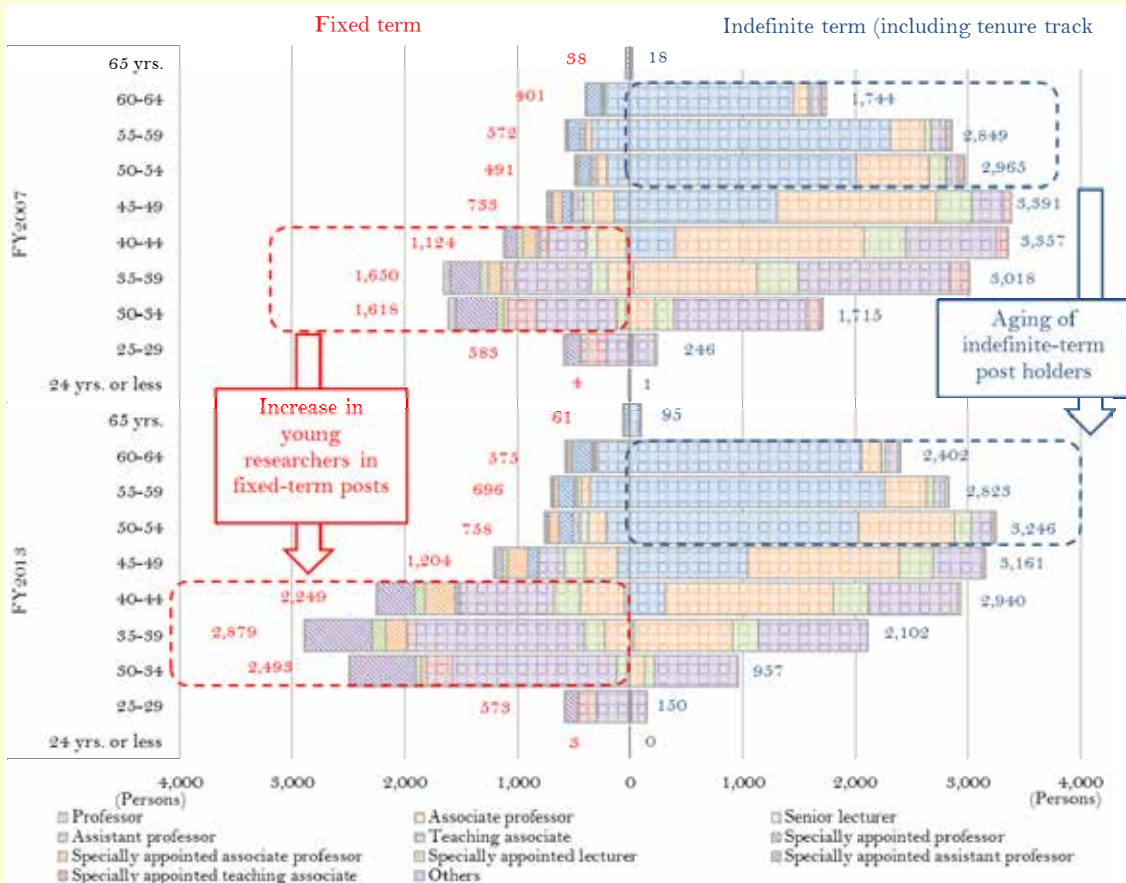 Fixed term
Indefinite term (including tenure track
FY2007
65 yrs. 38 18
60-64 401 1,744
55-59 572 2,849
50-54 491 2,965
45-49 733 3,391
40-44 1,124 3,357
35-39 1,650 3,018
30-34 1,618 1,715
25-29 583 246
24 yrs. or less 4 1
Aging of
indefinite-term
post holders
Increase in
young
researchers in
fixed-term posts
FY2013
65 yrs. 61 95
60-64 575 2,402
55-59 696 2,823
50-54 758 3,246
45-49 1,204 3,161
40-44 2,249 2,940
35-39 2,879 2,102
30-34 2,493 957
25-29 573 150
24 yrs. or less 3 0
4,000 3,000 2,000 1,000 0 1,000 2,000 3,000 4,000
(Persons) (Persons)
Professor Associate professor Senior lecturer
Assistant professor Teaching associate Specially appointed professor
Specially appointed associate professor Specially appointed lecturer Specially appointed assistant professor
Specially appointed teaching associate Others